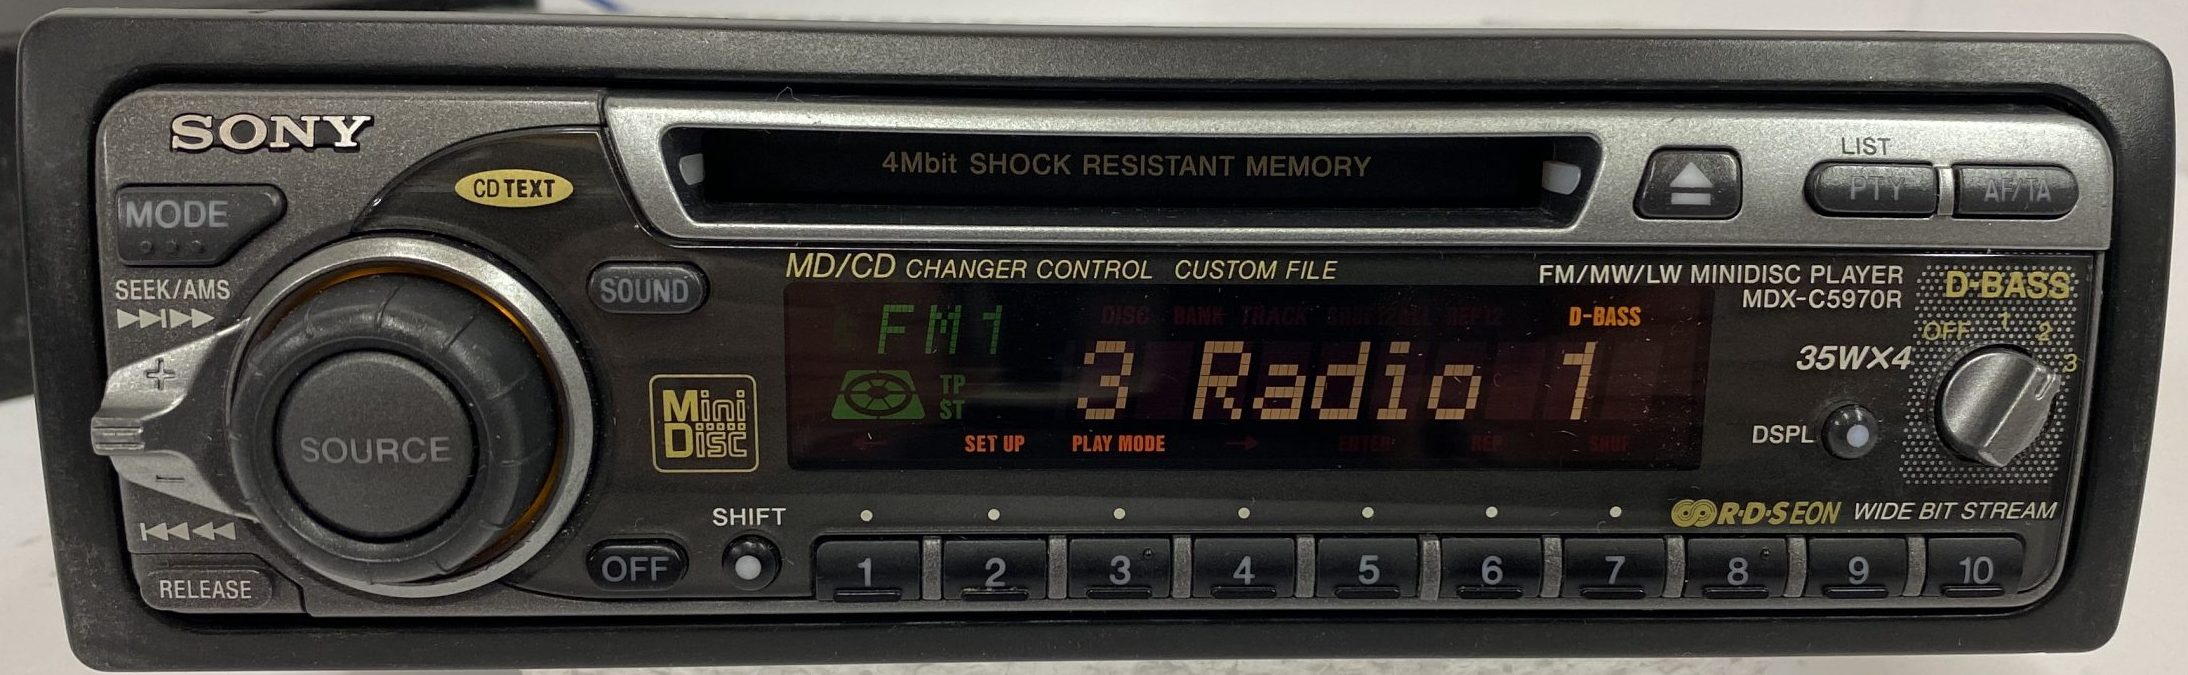 SONY
CD TEXT
4Mbit SHOCK RESISTANT MEMORY
LIST
PTY
AF/TA
MODE
SEEK/AMS
SOUND
MD/CD CHANGER CONTROL CUSTOM FILE
FM/MW/LW MINIDISC PLAYER
MDX-C5970R
D-BASS
OFF 1 2 3
35W×4
FM1
DISC BANK TRACK
D-BASS
3 Radio 1
TP
ST
SET UP PLAY MODE ENTER REP SHUF
Mini
Disc
+
SOURCE
−
DSPL
R·D·S EON WIDE BIT STREAM
SHIFT
OFF
RELEASE
1 2 3 4 5 6 7 8 9 10